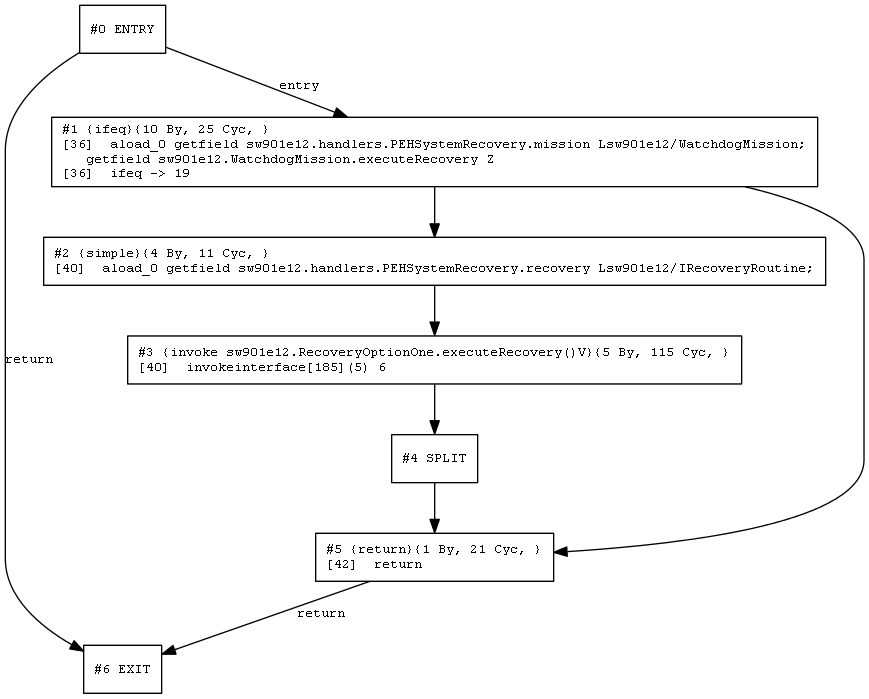 #0 ENTRY
entry
#1 {ifeq}{10 By, 25 Cyc, }
[36]  aload_0 getfield sw901e12.handlers.PEHSystemRecovery.mission Lsw901e12/WatchdogMission;
getfield sw901e12.WatchdogMission.executeRecovery Z
[36]  ifeq -> 19
#2 {simple}{4 By, 11 Cyc, }
[40]  aload_0 getfield sw901e12.handlers.PEHSystemRecovery.recovery Lsw901e12/IRecoveryRoutine;
#3 {invoke sw901e12.RecoveryOptionOne.executeRecovery()V}{5 By, 115 Cyc, }
[40]  invokeinterface[185](5) 6
return
#4 SPLIT
#5 {return}{1 By, 21 Cyc, }
[42]  return
return
#6 EXIT